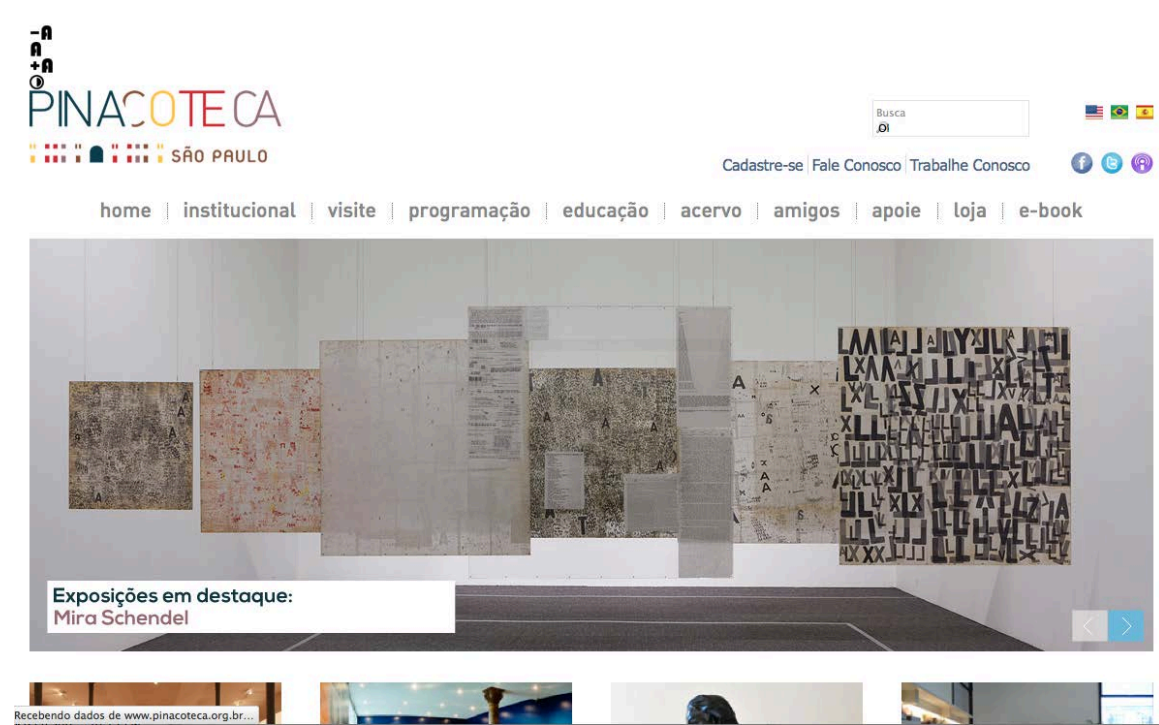 -A
A
+A
PINACOTECA
SÃO PAULO
Busca
Cadastre-se | Fale Conosco | Trabalhe Conosco
home | institucional | visite | programação | educação | acervo | amigos | apoie | loja | e-book
Exposições em destaque:
Mira Schendel
Recebendo dados de www.pinacoteca.org.br...